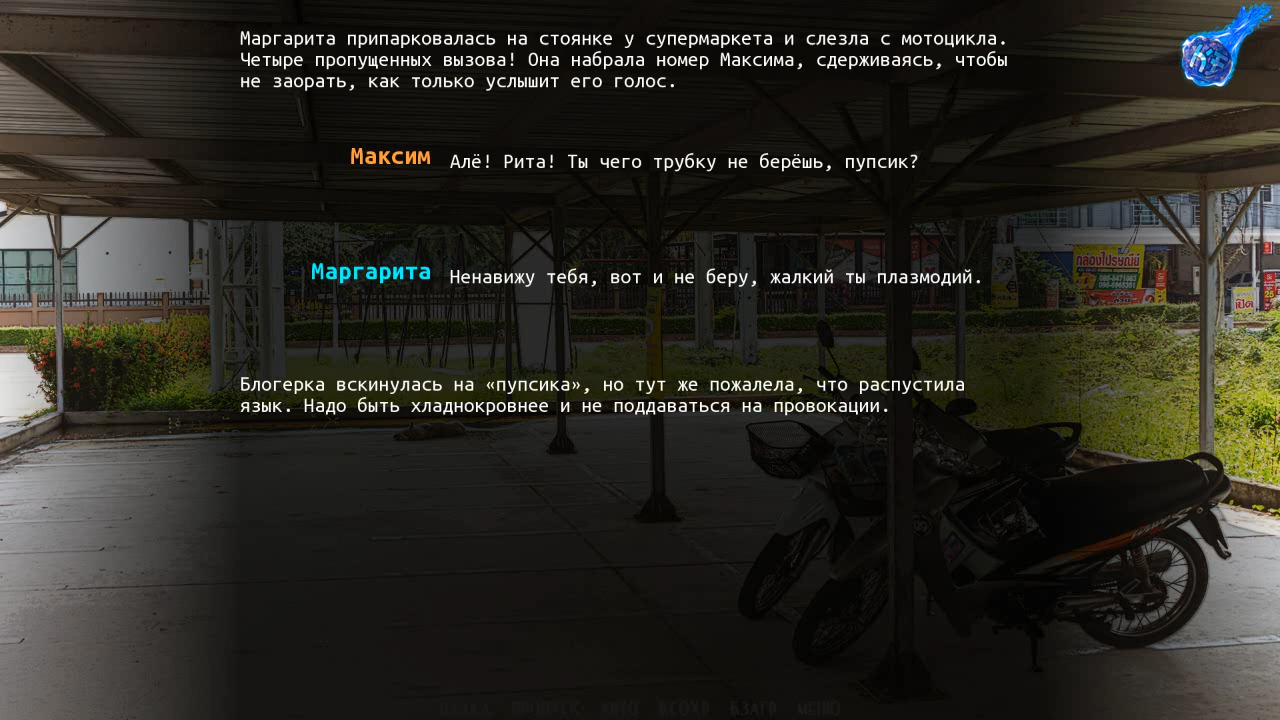 Маргарита припарковалась на стоянке у супермаркета и слезла с мотоцикла.
Четыре пропущенных вызова! Она набрала номер Максима, сдерживаясь, чтобы
не заорать, как только услышит его голос.
Максим Алё! Рита! Ты чего трубку не берёшь, пупсик?
Маргарита Ненавижу тебя, вот и не беру, жалкий ты плазмодий.
Блогерка вскинулась на «пупсика», но тут же пожалела, что распустила
язык. Надо быть хладнокровнее и не поддаваться на провокации.
Б.ЗАГР МЕНЮ